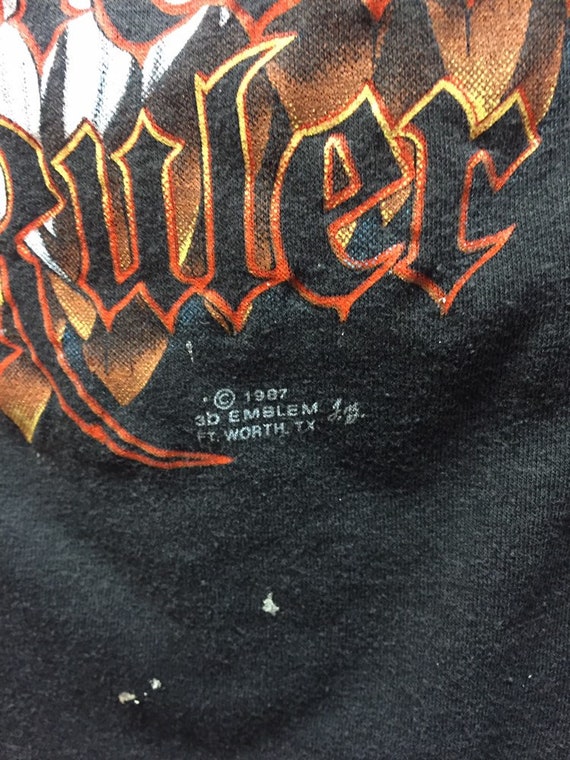 Ruler
© 1987
3D EMBLEM
FT. WORTH, TX